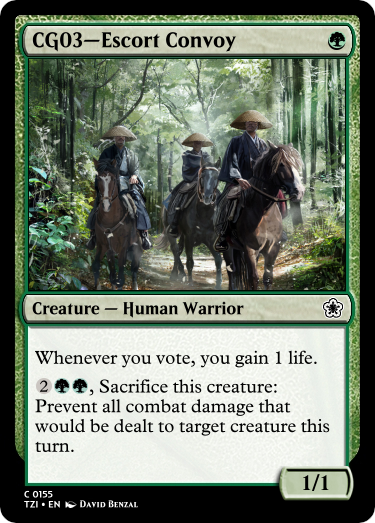 CG03—Escort Convoy
Creature — Human Warrior
Whenever you vote, you gain 1 life.
2, Sacrifice this creature:
Prevent all combat damage that
would be dealt to target creature this
turn.
1/1
C 0155
TZI • EN David Benzal